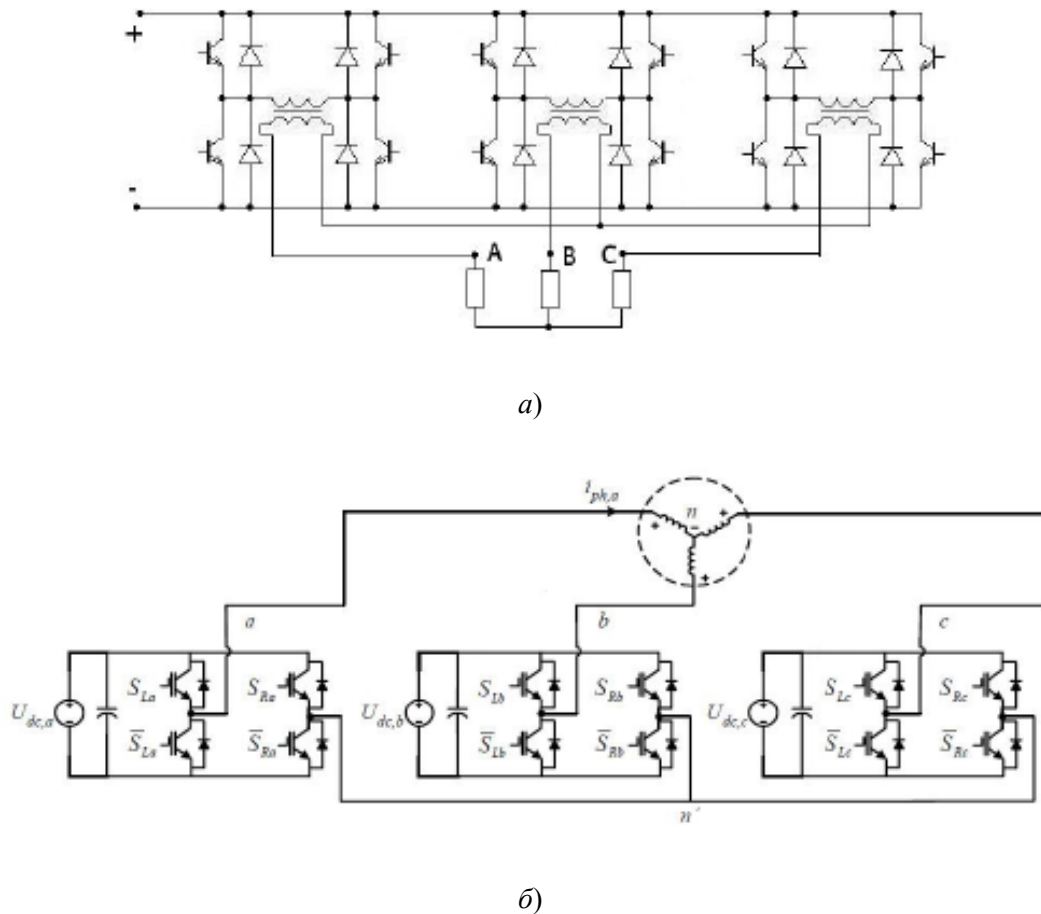 +
-
A B C
а)
i_{ph,a}
n
+ - +
+
a b c
S_{La} S_{Ra} S_{Lb} S_{Rb} S_{Lc} S_{Rc}
U_{dc,a} + - U_{dc,b} + - U_{dc,c} + -
S̅_{La} S̅_{Ra} S̅_{Lb} S̅_{Rb} S̅_{Lc} S̅_{Rc}
n´
б)